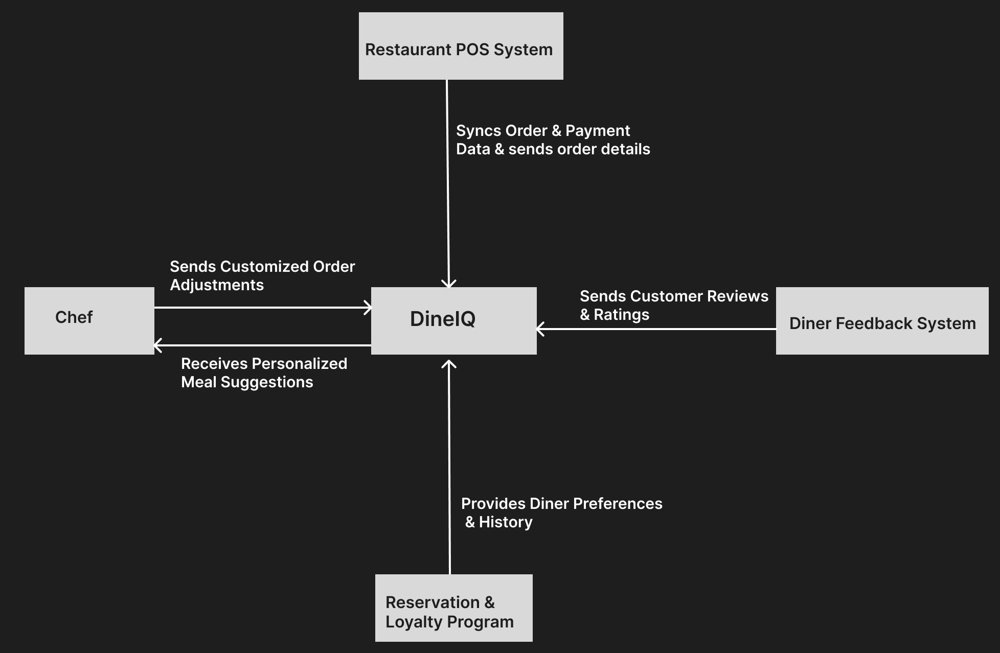 Restaurant POS System
Syncs Order & Payment
Data & sends order details
Sends Customized Order
Adjustments
Chef
DineIQ
Sends Customer Reviews
& Ratings
Diner Feedback System
Receives Personalized
Meal Suggestions
Provides Diner Preferences
& History
Reservation &
Loyalty Program